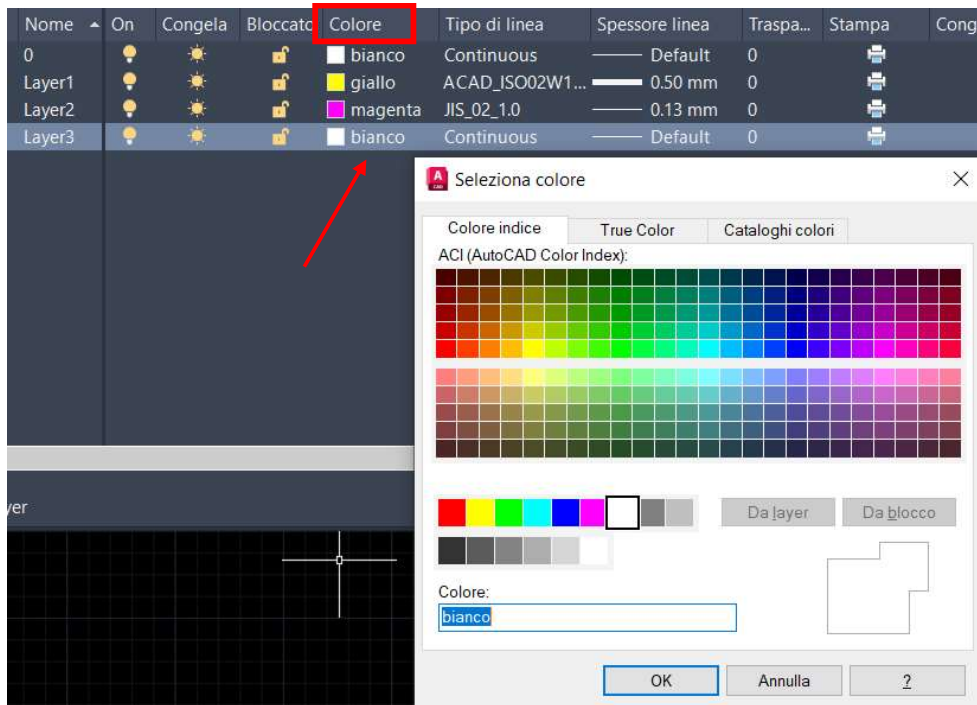 Nome On Congela Bloccato Colore Tipo di linea Spessore linea Traspa... Stampa Cong
0 bianco Continuous Default 0
Layer1 giallo ACAD_ISO02W1... 0.50 mm 0
Layer2 magenta JIS_02_1.0 0.13 mm 0
Layer3 bianco Continuous Default 0
A
CAD
Seleziona colore
Colore indice True Color Cataloghi colori
ACI (AutoCAD Color Index):
yer
Da layer Da blocco
Colore:
bianco
OK Annulla ?